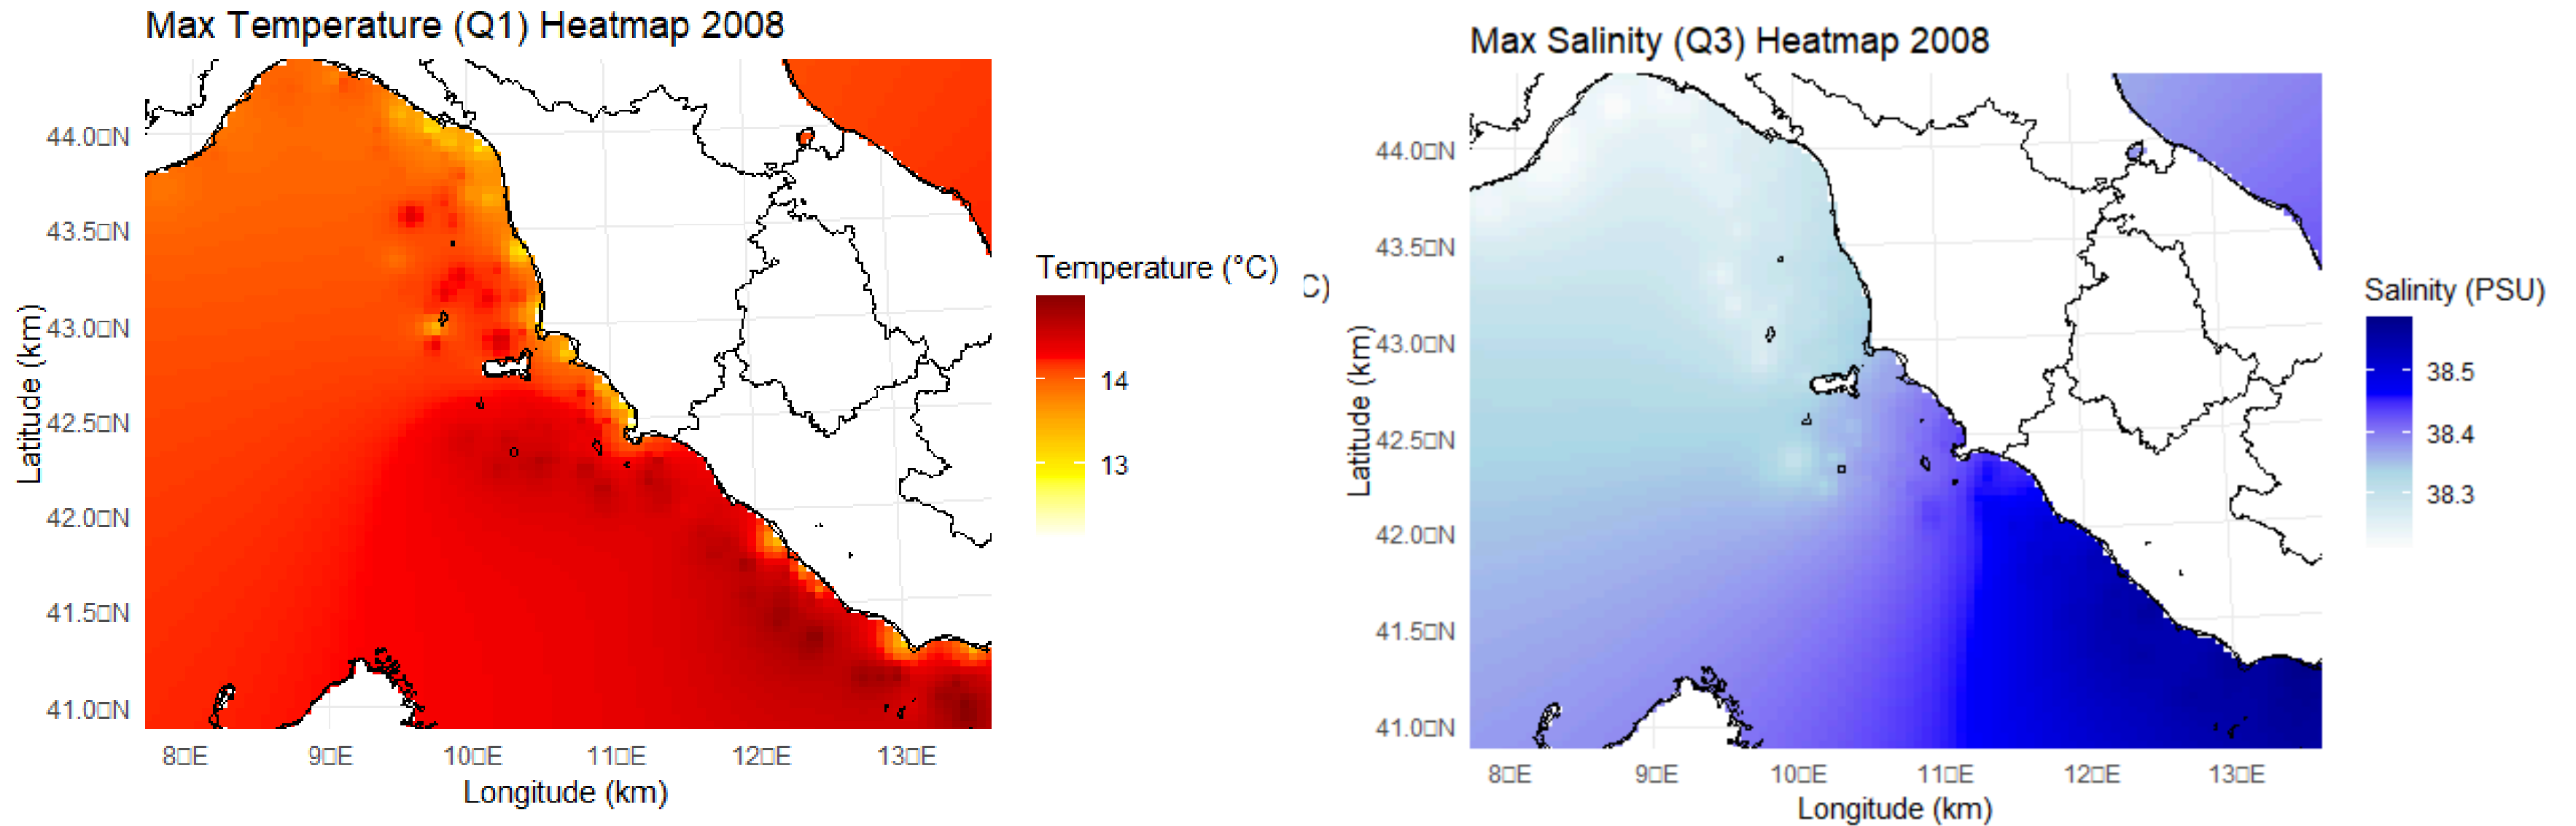 Max Temperature (Q1) Heatmap 2008
44.0□N
43.5□N
43.0□N
42.5□N
42.0□N
41.5□N
41.0□N
Latitude (km)
8□E 9□E 10□E 11□E 12□E 13□E
Longitude (km)
Temperature (°C)
14
13
C)
Max Salinity (Q3) Heatmap 2008
44.0□N
43.5□N
43.0□N
42.5□N
42.0□N
41.5□N
41.0□N
Latitude (km)
8□E 9□E 10□E 11□E 12□E 13□E
Longitude (km)
Salinity (PSU)
38.5
38.4
38.3